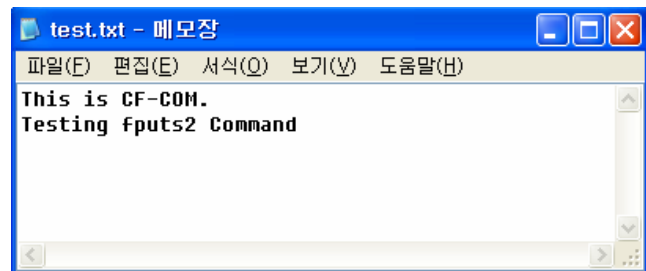 test.txt - 메모장
파일(F) 편집(E) 서식(O) 보기(V) 도움말(H)
This is CF-COM.
Testing fputs2 Command